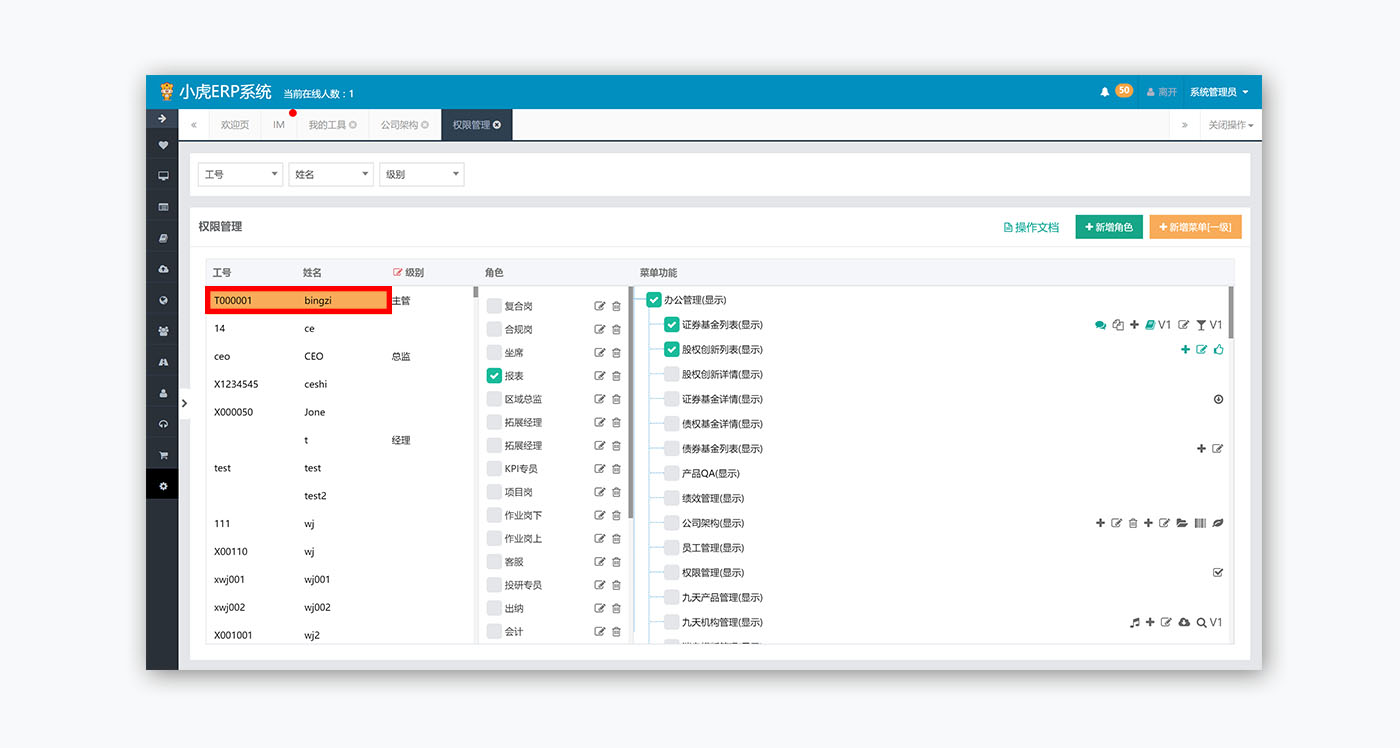 小虎ERP系统 当前在线人数：1 50 离开 系统管理员
欢迎页 IM 我的工具 公司架构 权限管理 关闭操作
工号 姓名 级别
权限管理 操作文档 新增角色 新增菜单[一级]
工号 姓名 级别 角色 菜单功能
T000001 bingzi 主管
14 ce
ceo CEO 总监
X1234545 ceshi
X000050 Jone
t 经理
test test
test2
111 wj
X00110 wj
xwj001 wj001
xwj002 wj002
X001001 wj2
复合岗
合规岗
坐席
报表
区域总监
拓展经理
拓展经理
KPI专员
项目岗
作业岗下
作业岗上
客服
投研专员
出纳
会计
办公管理(显示)
证券基金列表(显示) V1 V1
股权创新列表(显示)
股权创新详情(显示)
证券基金详情(显示)
债权基金详情(显示)
债券基金列表(显示)
产品QA(显示)
绩效管理(显示)
公司架构(显示)
员工管理(显示)
权限管理(显示)
九天产品管理(显示)
九天机构管理(显示) V1